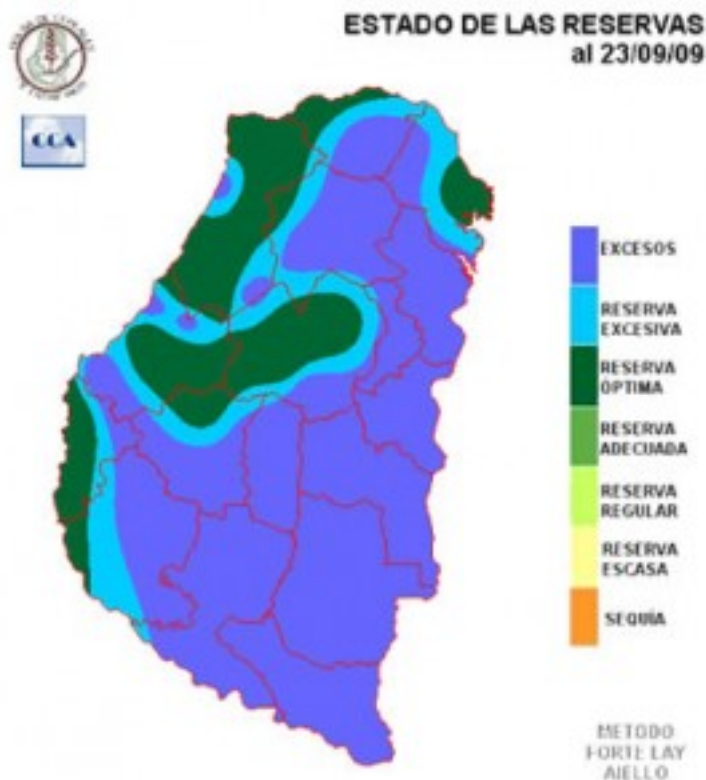 ESTADO DE LAS RESERVAS
al 23/09/09
CCA
EXCESOS
RESERVA
EXCESIVA
RESERVA
ÓPTIMA
RESERVA
ADECUADA
RESERVA
REGULAR
RESERVA
ESCASA
SEQUÍA
METODO
FORTE LAY
AIELLO